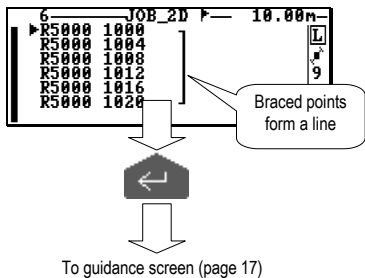 6 JOB_2D 10.00m
R5000 1000
R5000 1004
R5000 1008
R5000 1012
R5000 1016
R5000 1020
L
9
Braced points
form a line
To guidance screen (page 17)